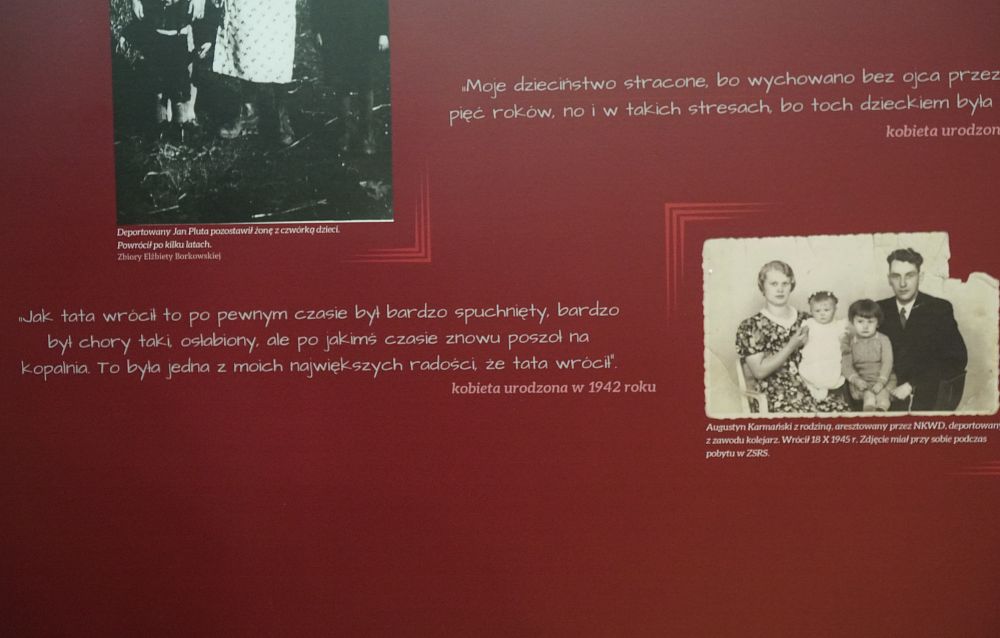 „Moje dzieciństwo stracone, bo wychowano bez ojca przez
pięć roków, no i w takich stresach, bo toch dzieckiem była
kobieta urodzon
Deportowany Jan Pluta pozostawił żonę z czwórką dzieci.
Powrócił po kilku latach.
Zbiory Elżbiety Borkowskiej
„Jak tata wrócił to po pewnym czasie był bardzo spuchnięty, bardzo
był chory taki, osłabiony, ale po jakimś czasie znowu poszoł na
kopalnia. To była jedna z moich największych radości, że tata wrócił".
kobieta urodzona w 1942 roku
Augustyn Karmański z rodziną, aresztowany przez NKWD, deportowany
z zawodu kolejarz. Wrócił 18 X 1945 r. Zdjęcie miał przy sobie podczas
pobytu w ZSRS.